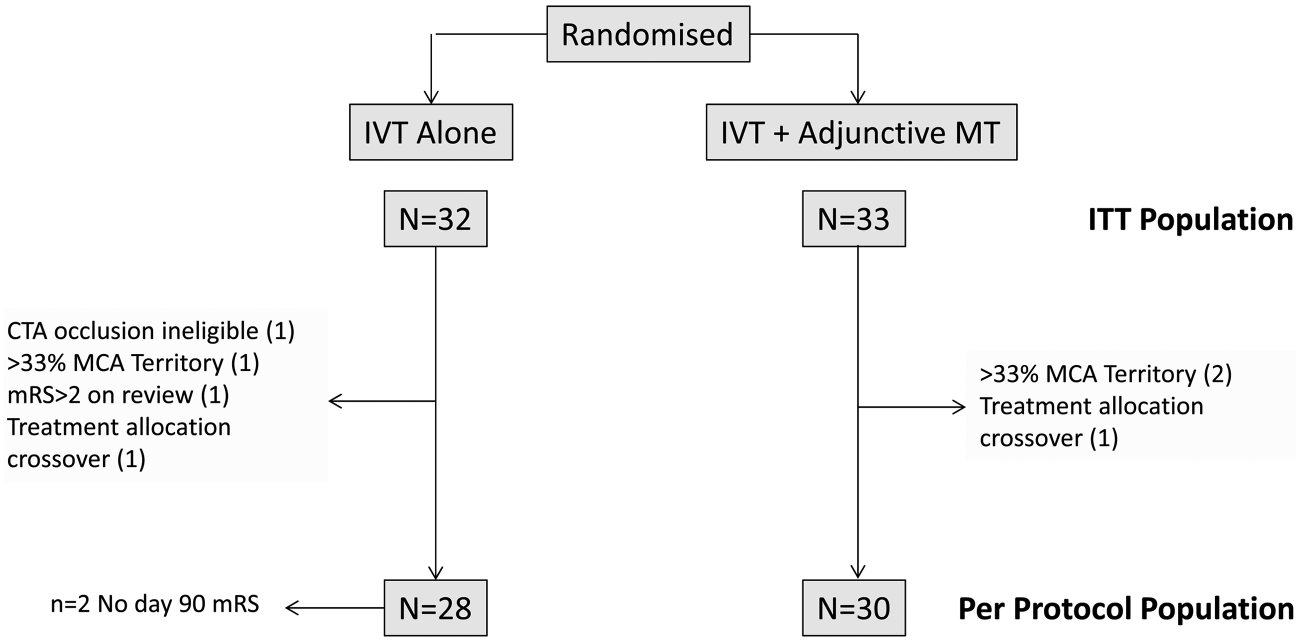 Randomised
IVT Alone
IVT + Adjunctive MT
N=32
N=33
ITT Population
CTA occlusion ineligible (1)
>33% MCA Territory (1)
mRS>2 on review (1)
Treatment allocation
crossover (1)
>33% MCA Territory (2)
Treatment allocation
crossover (1)
n=2 No day 90 mRS
N=28
N=30
Per Protocol Population